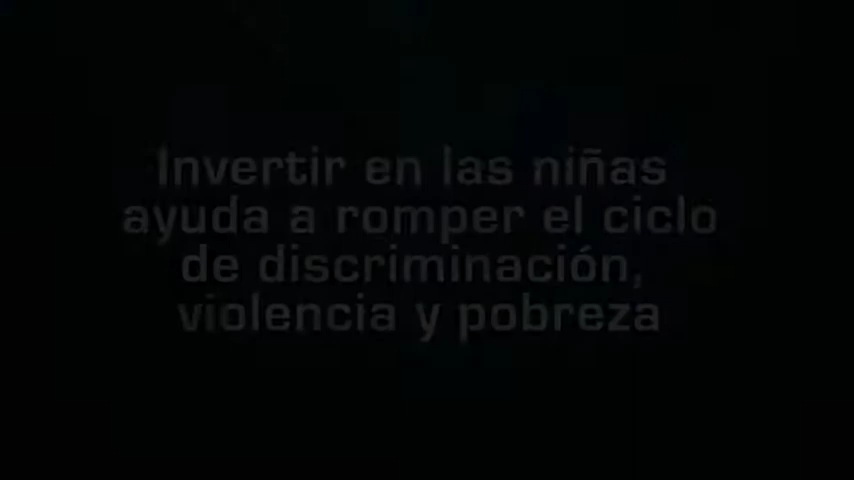 Invertir en las niñas
ayuda a romper el ciclo
de discriminación,
violencia y pobreza